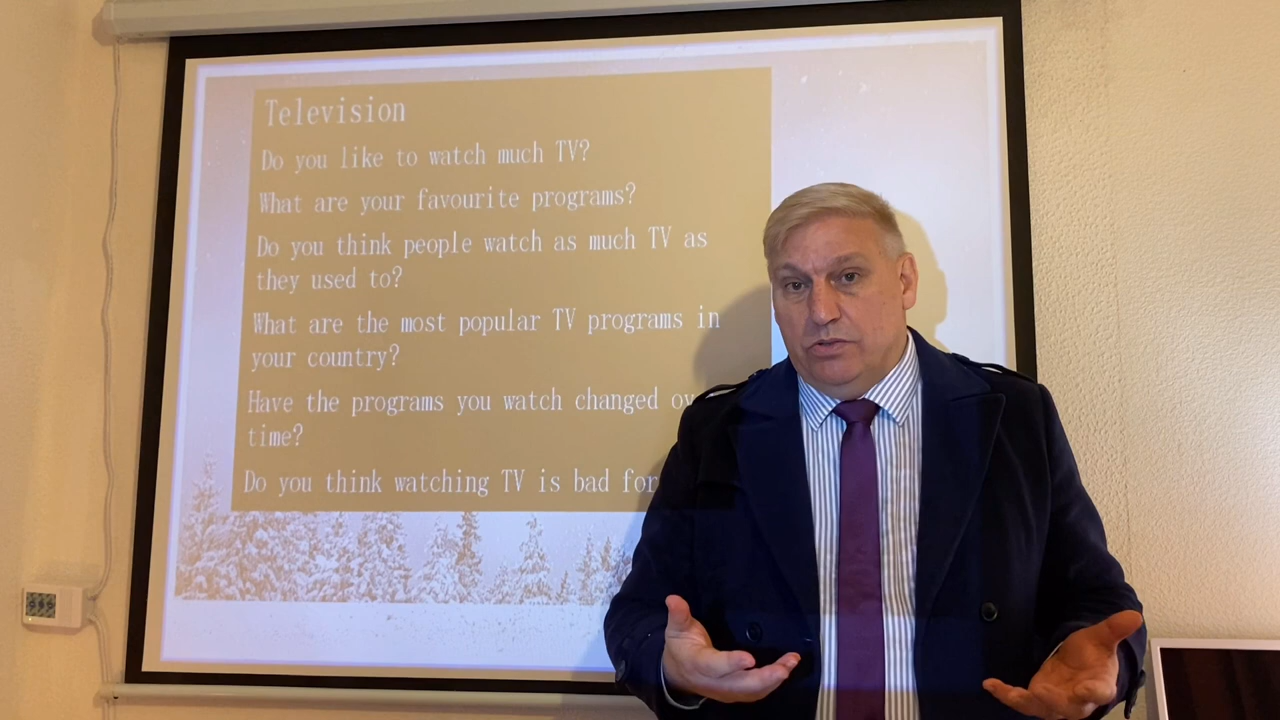 Television
Do you like to watch much TV?
What are your favourite programs?
Do you think people watch as much TV as
they used to?
What are the most popular TV programs in
your country?
Have the programs you watch changed ov
time?
Do you think watching TV is bad for